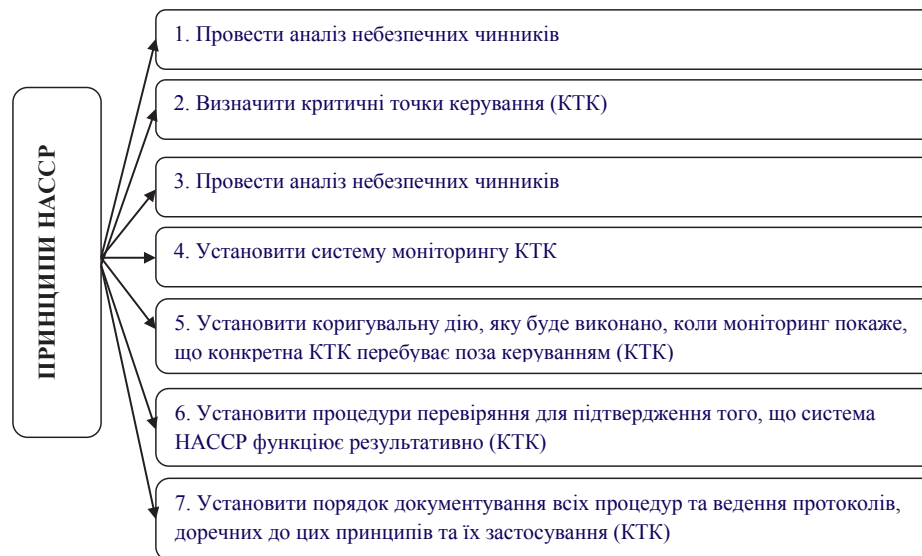 ПРИНЦИПИ НАССР
1. Провести аналіз небезпечних чинників
2. Визначити критичні точки керування (КТК)
3. Провести аналіз небезпечних чинників
4. Установити систему моніторингу КТК
5. Установити коригувальну дію, яку буде виконано, коли моніторинг покаже,
що конкретна КТК перебуває поза керуванням (КТК)
6. Установити процедури перевіряння для підтвердження того, що система
НАССР функціює результативно (КТК)
7. Установити порядок документування всіх процедур та ведення протоколів,
доречних до цих принципів та їх застосування (КТК)